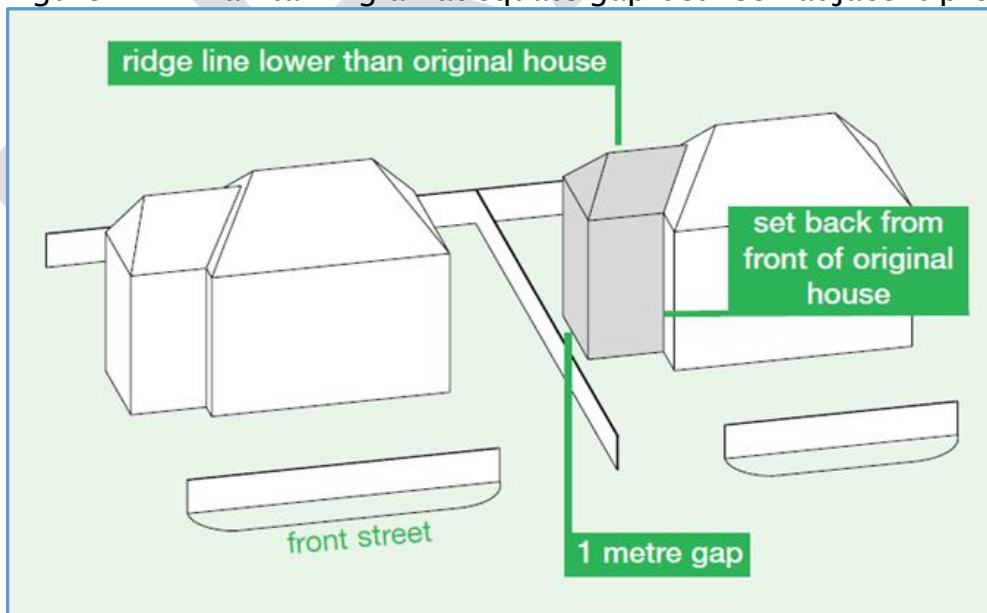 ridge line lower than original house
set back from
front of original
house
front street
1 metre gap